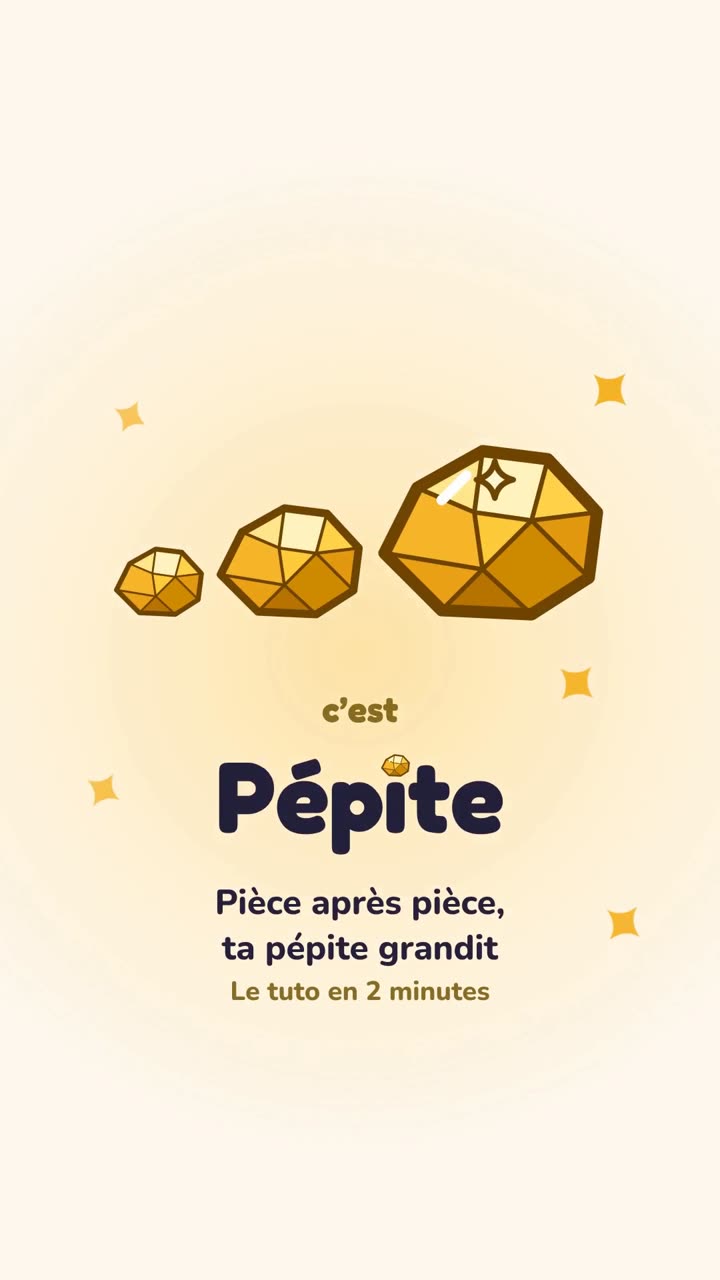 c’est
Pépite
Pièce après pièce,
ta pépite grandit
Le tuto en 2 minutes